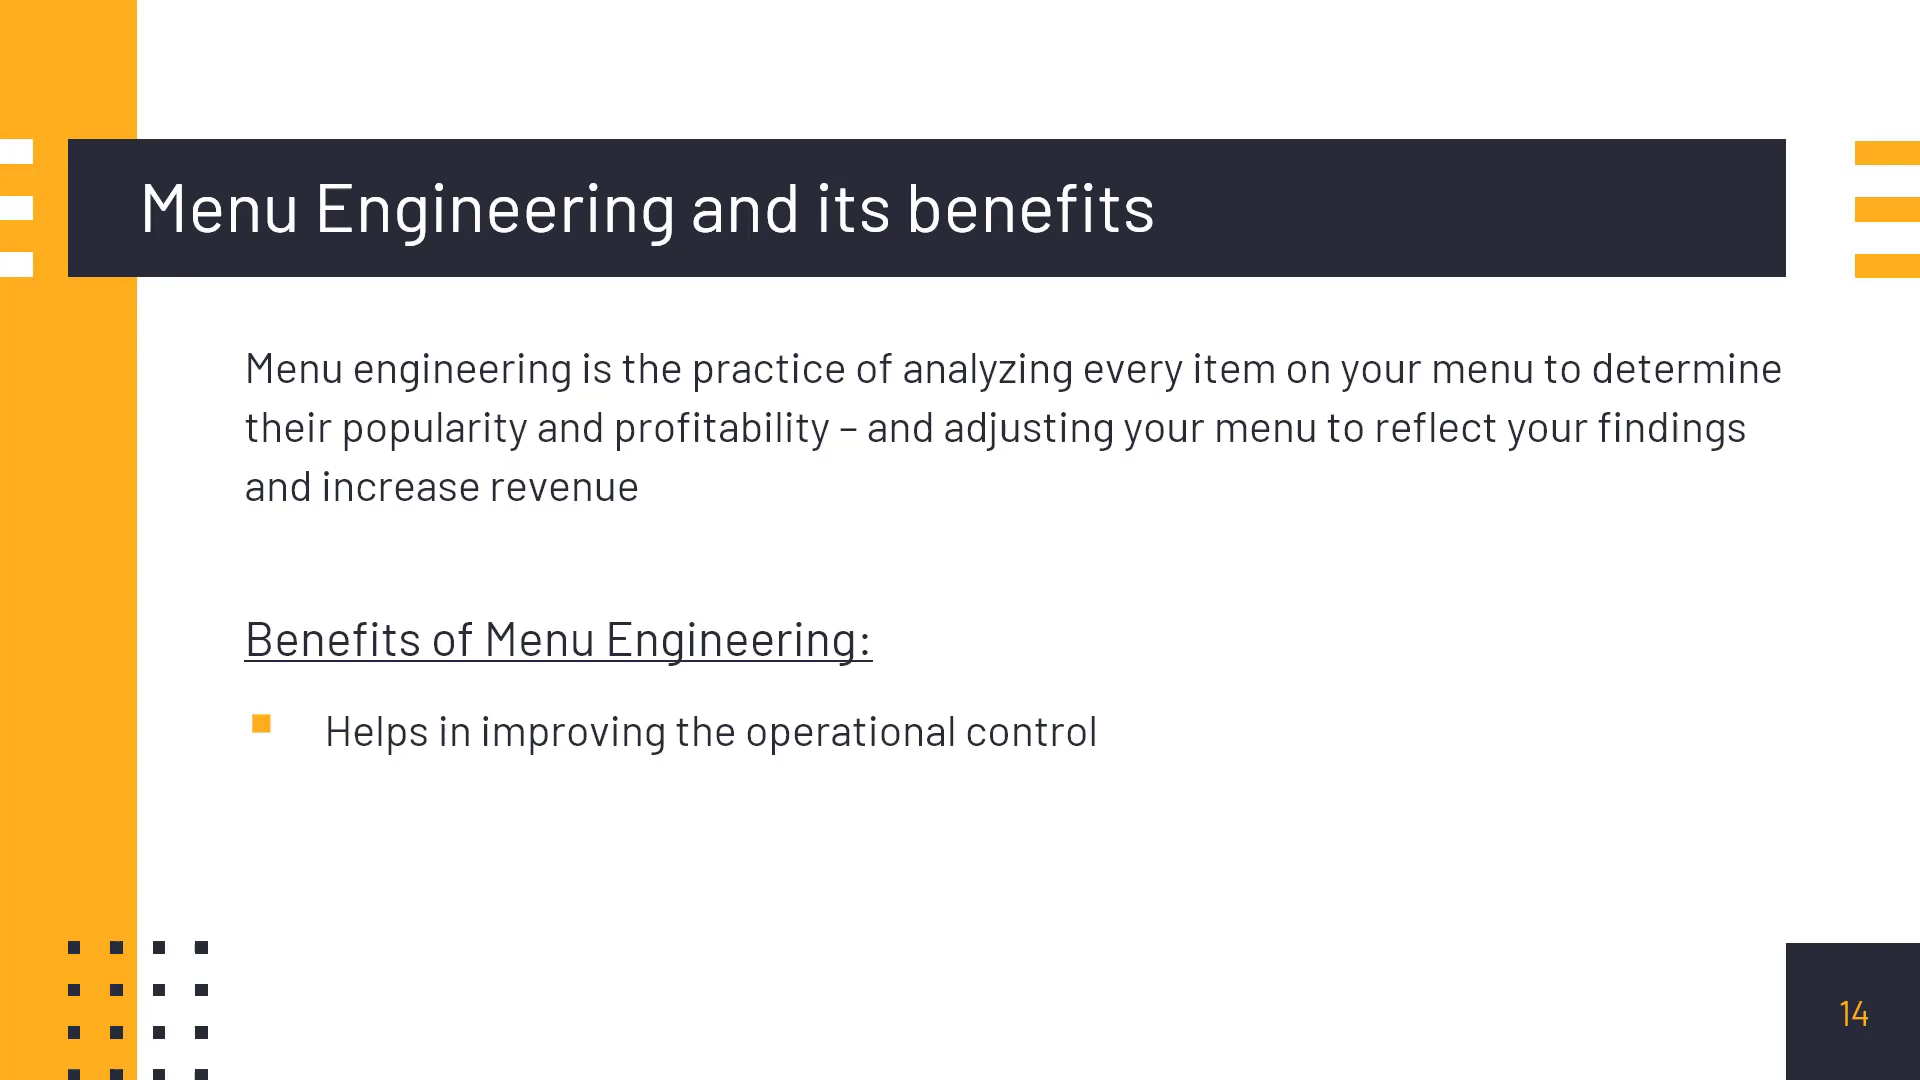 Menu Engineering and its benefits
Menu engineering is the practice of analyzing every item on your menu to determine
their popularity and profitability – and adjusting your menu to reflect your findings
and increase revenue
Benefits of Menu Engineering:
Helps in improving the operational control
14